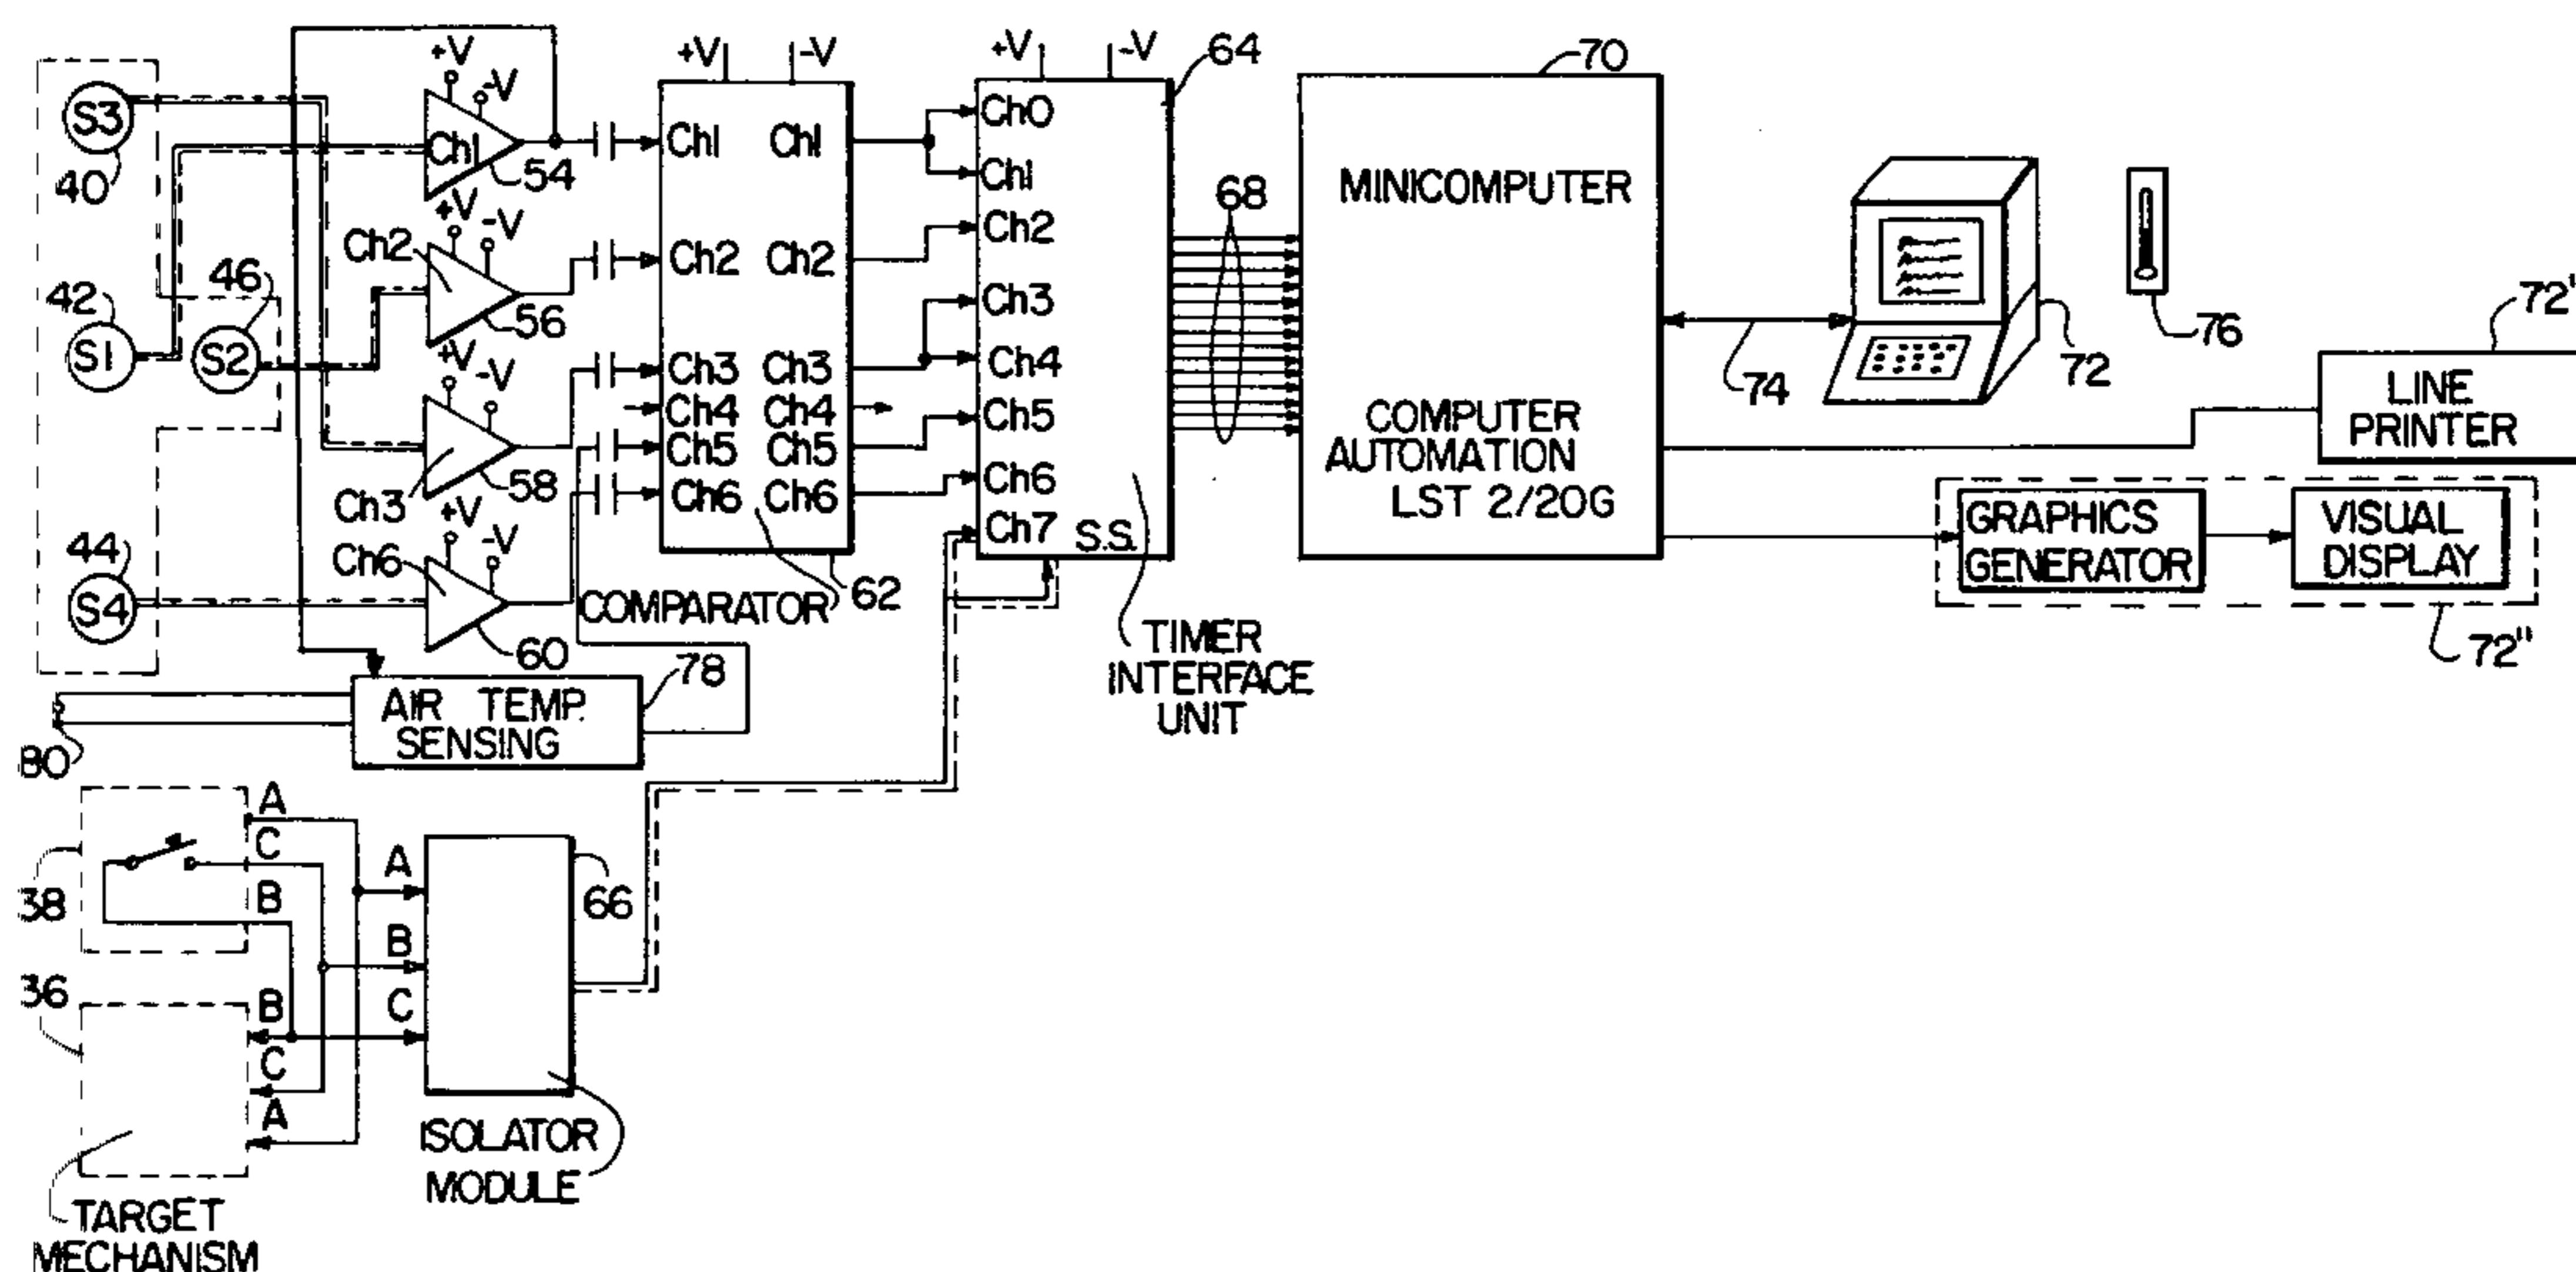 S3
40
42
S1
46
S2
44
S4
+V
-V
Ch1
54
+V
-V
Ch2
56
+V
-V
58
Ch3
+V
-V
Ch6
60
+V
-V
Ch1 Ch1
Ch2 Ch2
Ch3 Ch3
Ch4 Ch4
Ch5 Ch5
Ch6 Ch6
COMPARATOR
62
+V
-V
64
Ch0
Ch1
Ch2
Ch3
Ch4
Ch5
Ch6
Ch7 S.S.
TIMER
INTERFACE
UNIT
68
70
MINICOMPUTER
COMPUTER
AUTOMATION
LST 2/20G
74
72
76
72'
LINE
PRINTER
GRAPHICS
GENERATOR
VISUAL
DISPLAY
72"
AIR TEMP.
SENSING
78
80
38
A
C
B
36
B
C
A
TARGET
MECHANISM
A
B
C
66
ISOLATOR
MODULE